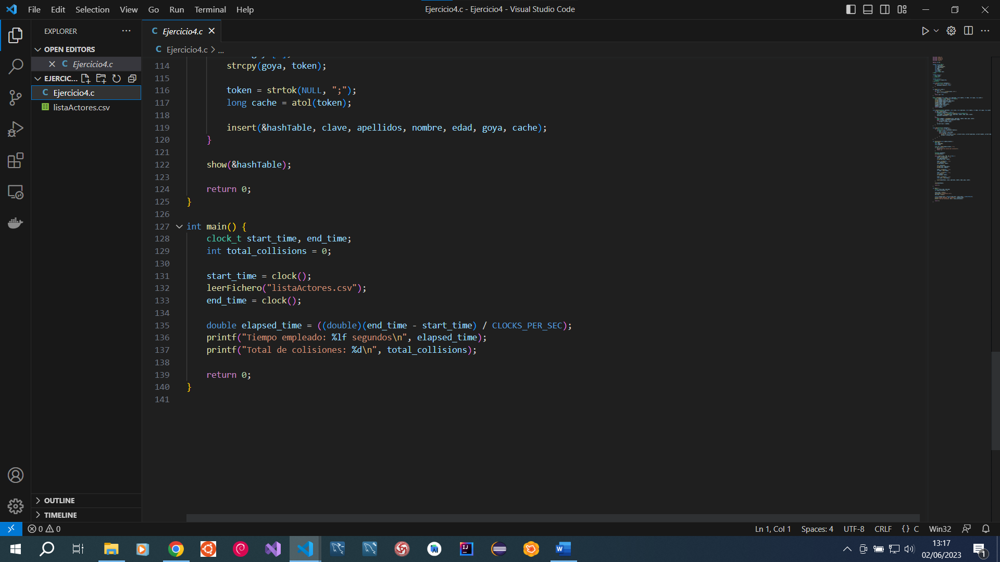 File Edit Selection View Go Run Terminal Help
Ejercicio4.c - Ejercicio4 - Visual Studio Code
EXPLORER
OPEN EDITORS
Ejercicio4.c
EJERCIC...
Ejercicio4.c
listaActores.csv
OUTLINE
TIMELINE
Ejercicio4.c
Ejercicio4.c > ...
114 strcpy(goya, token);
115
116 token = strtok(NULL, ";");
117 long cache = atol(token);
118
119 insert(&hashTable, clave, apellidos, nombre, edad, goya, cache);
120 }
121
122 show(&hashTable);
123
124 return 0;
125 }
126
127 int main() {
128 clock_t start_time, end_time;
129 int total_collisions = 0;
130
131 start_time = clock();
132 leerFichero("listaActores.csv");
133 end_time = clock();
134
135 double elapsed_time = ((double)(end_time - start_time) / CLOCKS_PER_SEC);
136 printf("Tiempo empleado: %lf segundos\n", elapsed_time);
137 printf("Total de colisiones: %d\n", total_collisions);
138
139 return 0;
140 }
141
0 0
Ln 1, Col 1 Spaces: 4 UTF-8 CRLF {} C Win32
13:17
02/06/2023
1